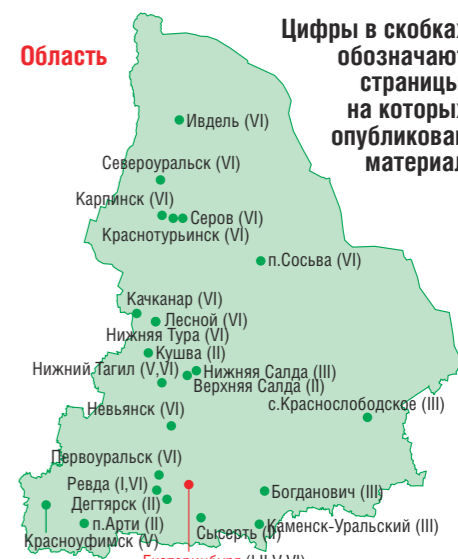 Область
Цифры в скобках
обозначают
страницы
на которых
опубликован
материал
Ивдель (VI)
Североуральск (VI)
Карпинск (VI)
Серов (VI)
Краснотурьинск (VI)
п.Сосьва (VI)
Качканар (VI)
Лесной (VI)
Нижняя Тура (VI)
Кушва (II)
Нижний Тагил (V,VI)
Нижняя Салда (III)
Верхняя Салда (II)
с.Краснослободское (III)
Невьянск (VI)
Первоуральск (VI)
Ревда (I,VI)
Богданович (III)
Дегтярск (II)
п.Арти (II)
Сысерть (II)
Каменск-Уральский (III)
Красноуфимск (V)